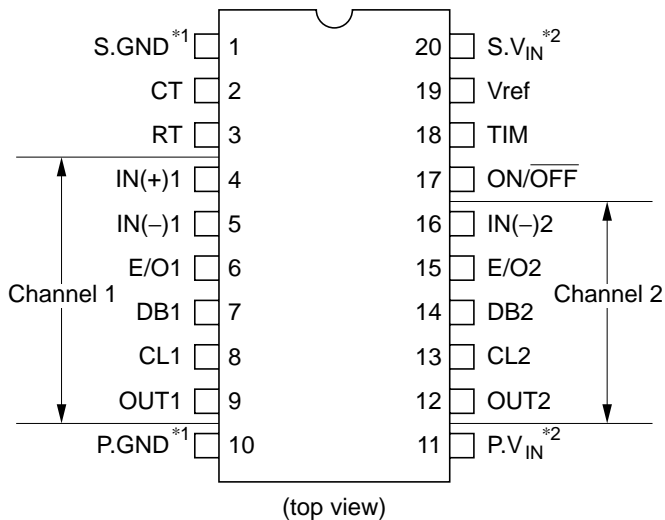 S.GND*1 1 20 S.VIN*2
CT 2 19 Vref
RT 3 18 TIM
IN(+)1 4 17 ON/OFF
IN(−)1 5 16 IN(−)2
E/O1 6 15 E/O2
Channel 1 Channel 2
DB1 7 14 DB2
CL1 8 13 CL2
OUT1 9 12 OUT2
P.GND*1 10 11 P.VIN*2
(top view)